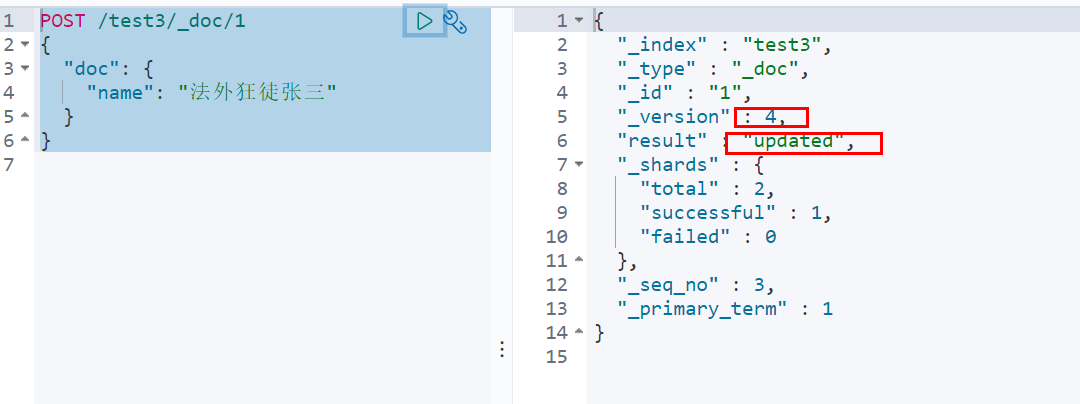 1 POST /test3/_doc/1
2 {
3 "doc": {
4 "name": "法外狂徒张三"
5 }
6 }
7
1 {
2 "_index" : "test3",
3 "_type" : "_doc",
4 "_id" : "1",
5 "_version" : 4,
6 "result" : "updated",
7 "_shards" : {
8 "total" : 2,
9 "successful" : 1,
10 "failed" : 0
11 },
12 "_seq_no" : 3,
13 "_primary_term" : 1
14 }
15